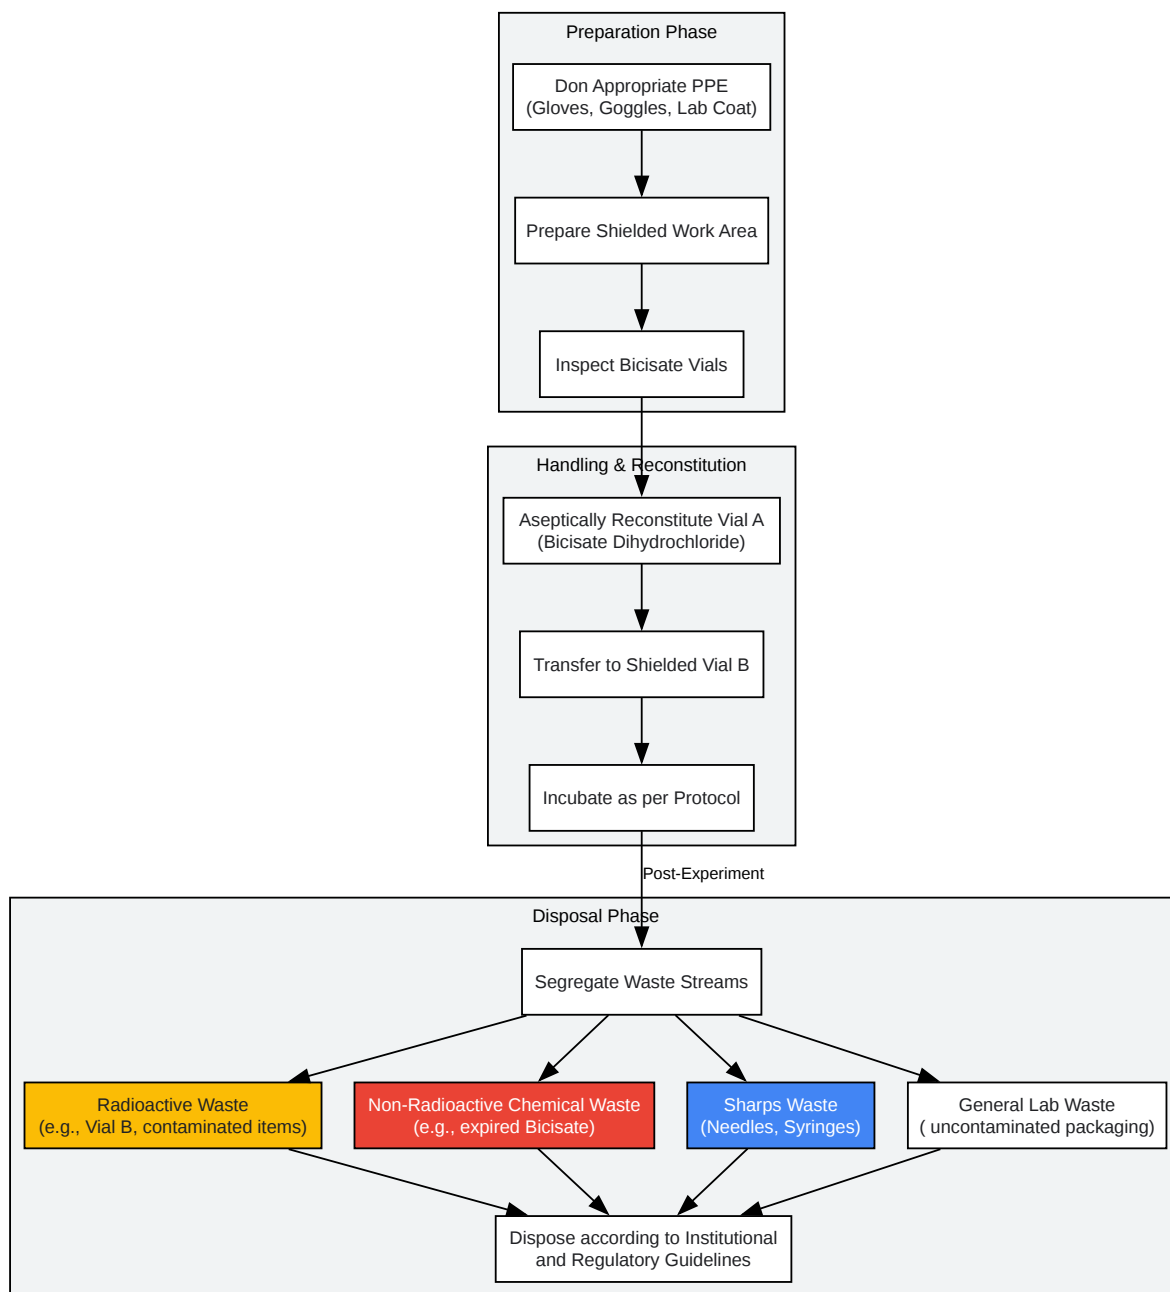 Preparation Phase
Don Appropriate PPE
(Gloves, Goggles, Lab Coat)
Prepare Shielded Work Area
Inspect Bicisate Vials
Handling & Reconstitution
Aseptically Reconstitute Vial A
(Bicisate Dihydrochloride)
Transfer to Shielded Vial B
Incubate as per Protocol
Post-Experiment
Disposal Phase
Segregate Waste Streams
Radioactive Waste
(e.g., Vial B, contaminated items)
Non-Radioactive Chemical Waste
(e.g., expired Bicisate)
Sharps Waste
(Needles, Syringes)
General Lab Waste
( uncontaminated packaging)
Dispose according to Institutional
and Regulatory Guidelines